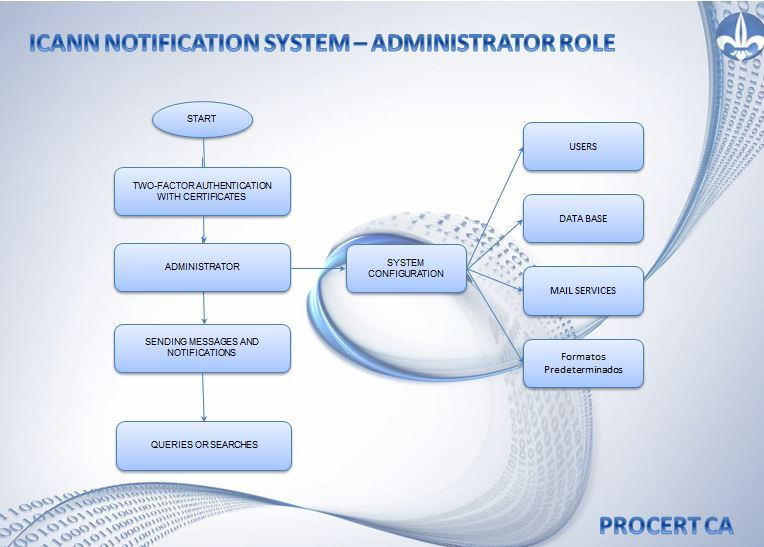 ICANN NOTIFICATION SYSTEM – ADMINISTRATOR ROLE
START
TWO-FACTOR AUTHENTICATION
WITH CERTIFICATES
ADMINISTRATOR
SENDING MESSAGES AND
NOTIFICATIONS
QUERIES OR SEARCHES
SYSTEM
CONFIGURATION
USERS
DATA BASE
MAIL SERVICES
Formatos
Predeterminados
PROCERT CA